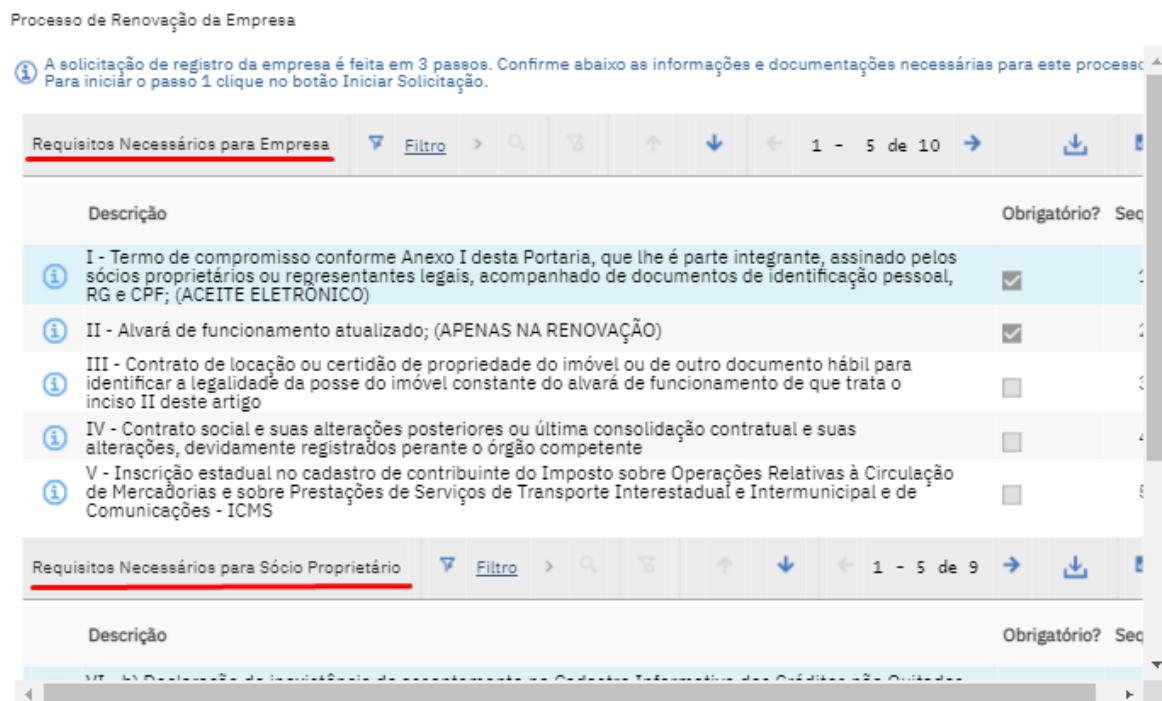 Processo de Renovação da Empresa
A solicitação de registro da empresa é feita em 3 passos. Confirme abaixo as informações e documentações necessárias para este processo
Para iniciar o passo 1 clique no botão Iniciar Solicitação.
Requisitos Necessários para Empresa Filtro 1 - 5 de 10
Descrição Obrigatório? Seq
I - Termo de compromisso conforme Anexo I desta Portaria, que lhe é parte integrante, assinado pelos
sócios proprietários ou representantes legais, acompanhado de documentos de identificação pessoal,
RG e CPF; (ACEITE ELETRÔNICO)
II - Alvará de funcionamento atualizado; (APENAS NA RENOVAÇÃO)
III - Contrato de locação ou certidão de propriedade do imóvel ou de outro documento hábil para
identificar a legalidade da posse do imóvel constante do alvará de funcionamento de que trata o
inciso II deste artigo
IV - Contrato social e suas alterações posteriores ou última consolidação contratual e suas
alterações, devidamente registrados perante o órgão competente
V - Inscrição estadual no cadastro de contribuinte do Imposto sobre Operações Relativas à Circulação
de Mercadorias e sobre Prestações de Serviços de Transporte Interestadual e Intermunicipal e de
Comunicações - ICMS
Requisitos Necessários para Sócio Proprietário Filtro 1 - 5 de 9
Descrição Obrigatório? Seq